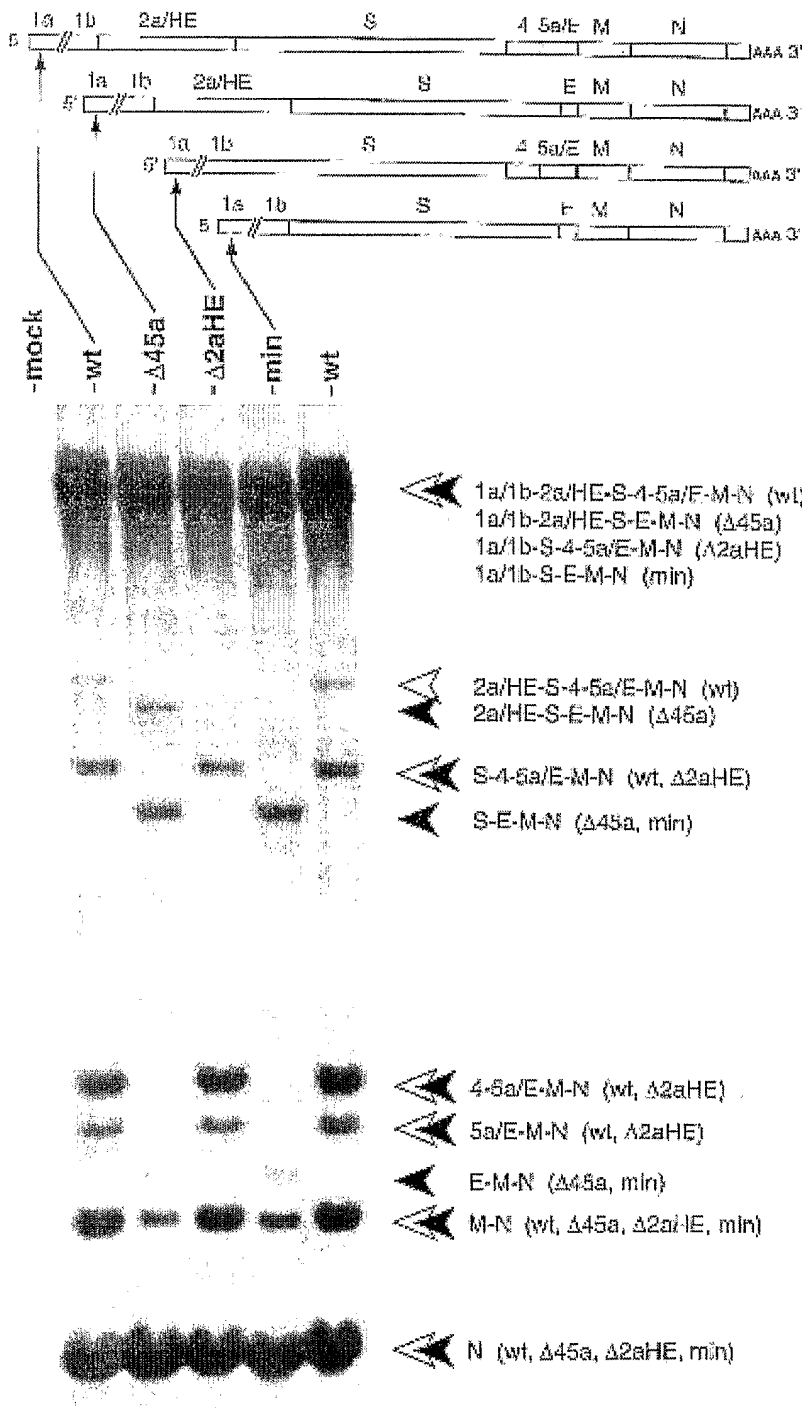 1a 1b 2a/HE S 4 5a/E M N
5' AAA 3'
1a 1b 2a/HE S E M N
5' AAA 3'
1a 1b S 4 5a/E M N
5' AAA 3'
1a 1b S E M N
5 AAA 3'
-mock
-wt
-Δ45a
-Δ2aHE
-min
-wt
1a/1b-2a/HE-S-4-5a/E-M-N (wt)
1a/1b-2a/HE-S-E-M-N (Δ45a)
1a/1b-S-4-5a/E-M-N (Δ2aHE)
1a/1b-S-E-M-N (min)
2a/HE-S-4-5a/E-M-N (wt)
2a/HE-S-E-M-N (Δ45a)
S-4-5a/E-M-N (wt, Δ2aHE)
S-E-M-N (Δ45a, min)
4-5a/E-M-N (wt, Δ2aHE)
5a/E-M-N (wt, Δ2aHE)
E-M-N (Δ45a, min)
M-N (wt, Δ45a, Δ2aHE, min)
N (wt, Δ45a, Δ2aHE, min)